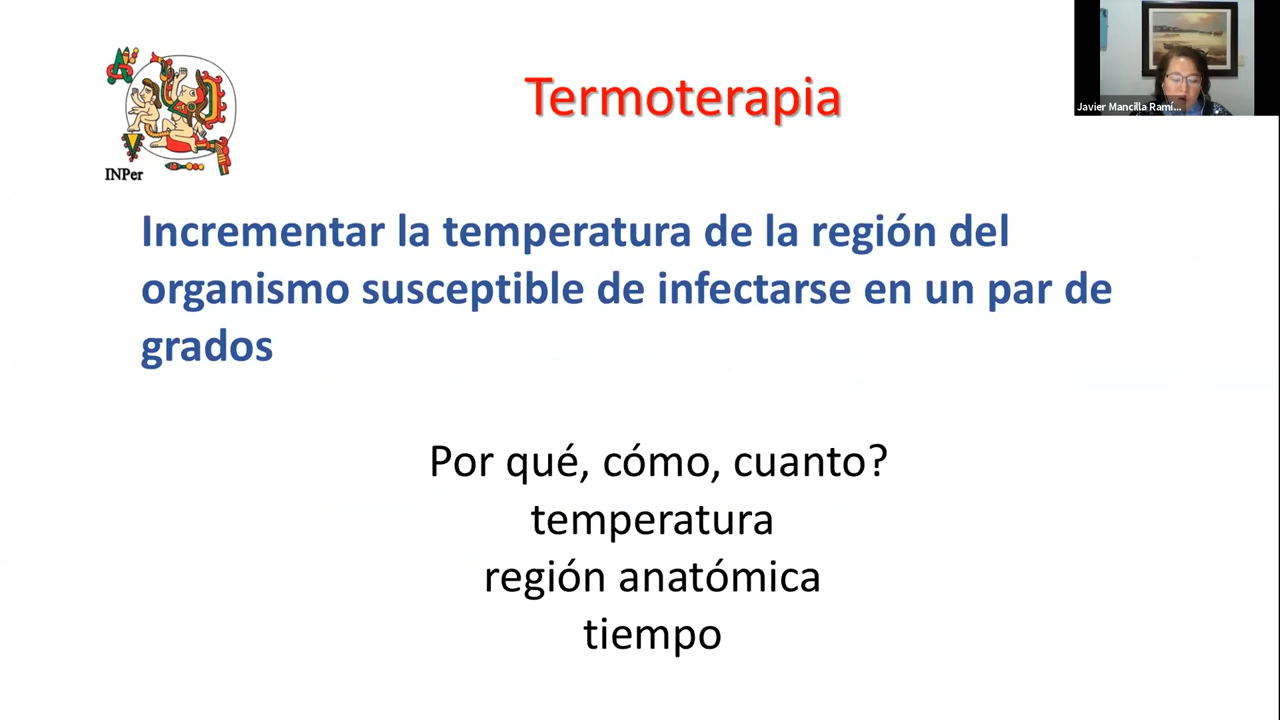 Termoterapia
Javier Mancilla Ramí...
INPer
Incrementar la temperatura de la región del
organismo susceptible de infectarse en un par de
grados
Por qué, cómo, cuanto?
temperatura
región anatómica
tiempo